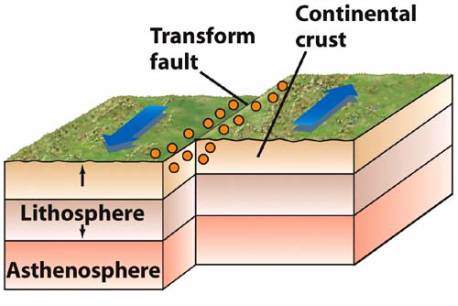 Transform
fault
Continental
crust
Lithosphere
Asthenosphere